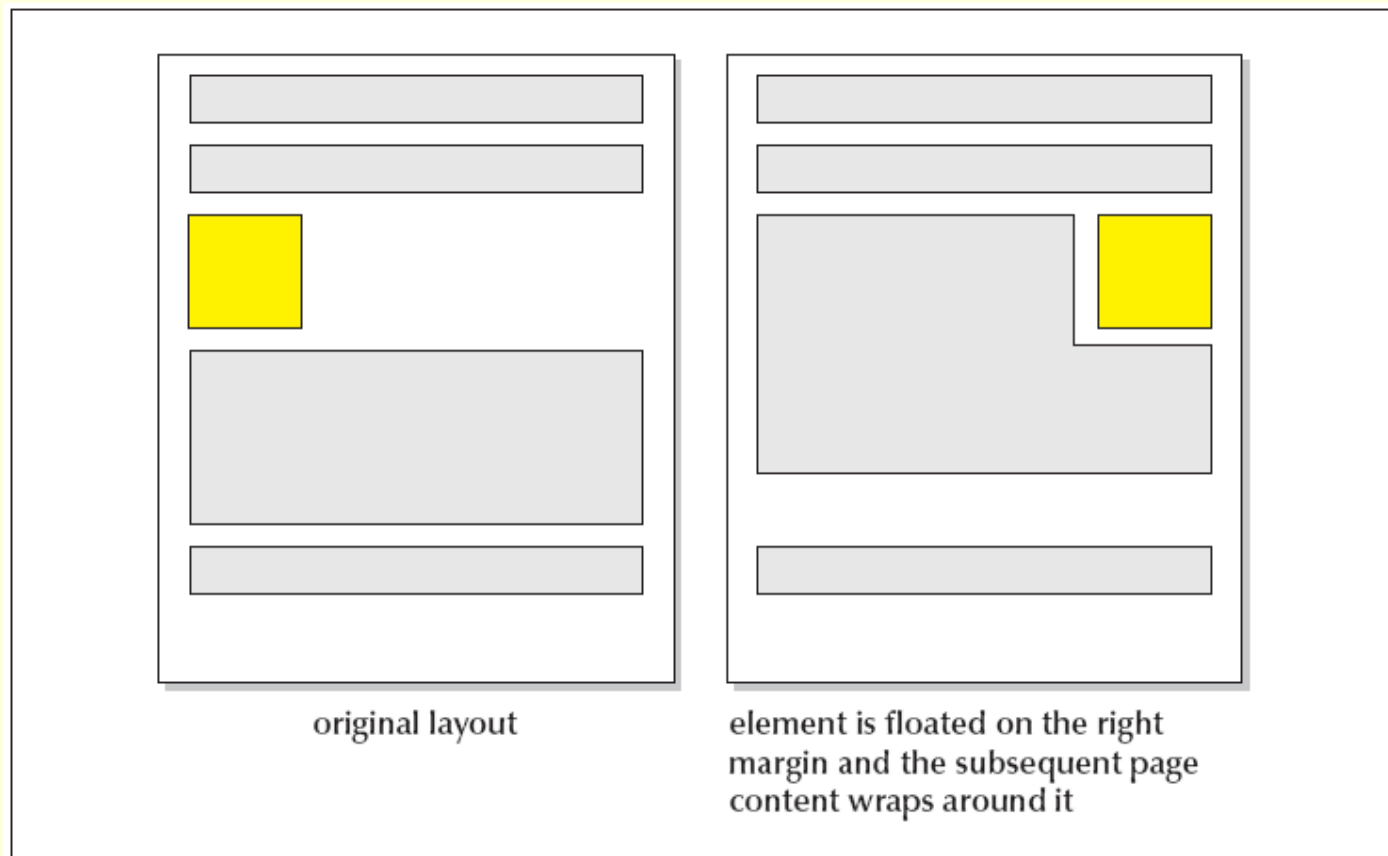 original layout
element is floated on the right
margin and the subsequent page
content wraps around it